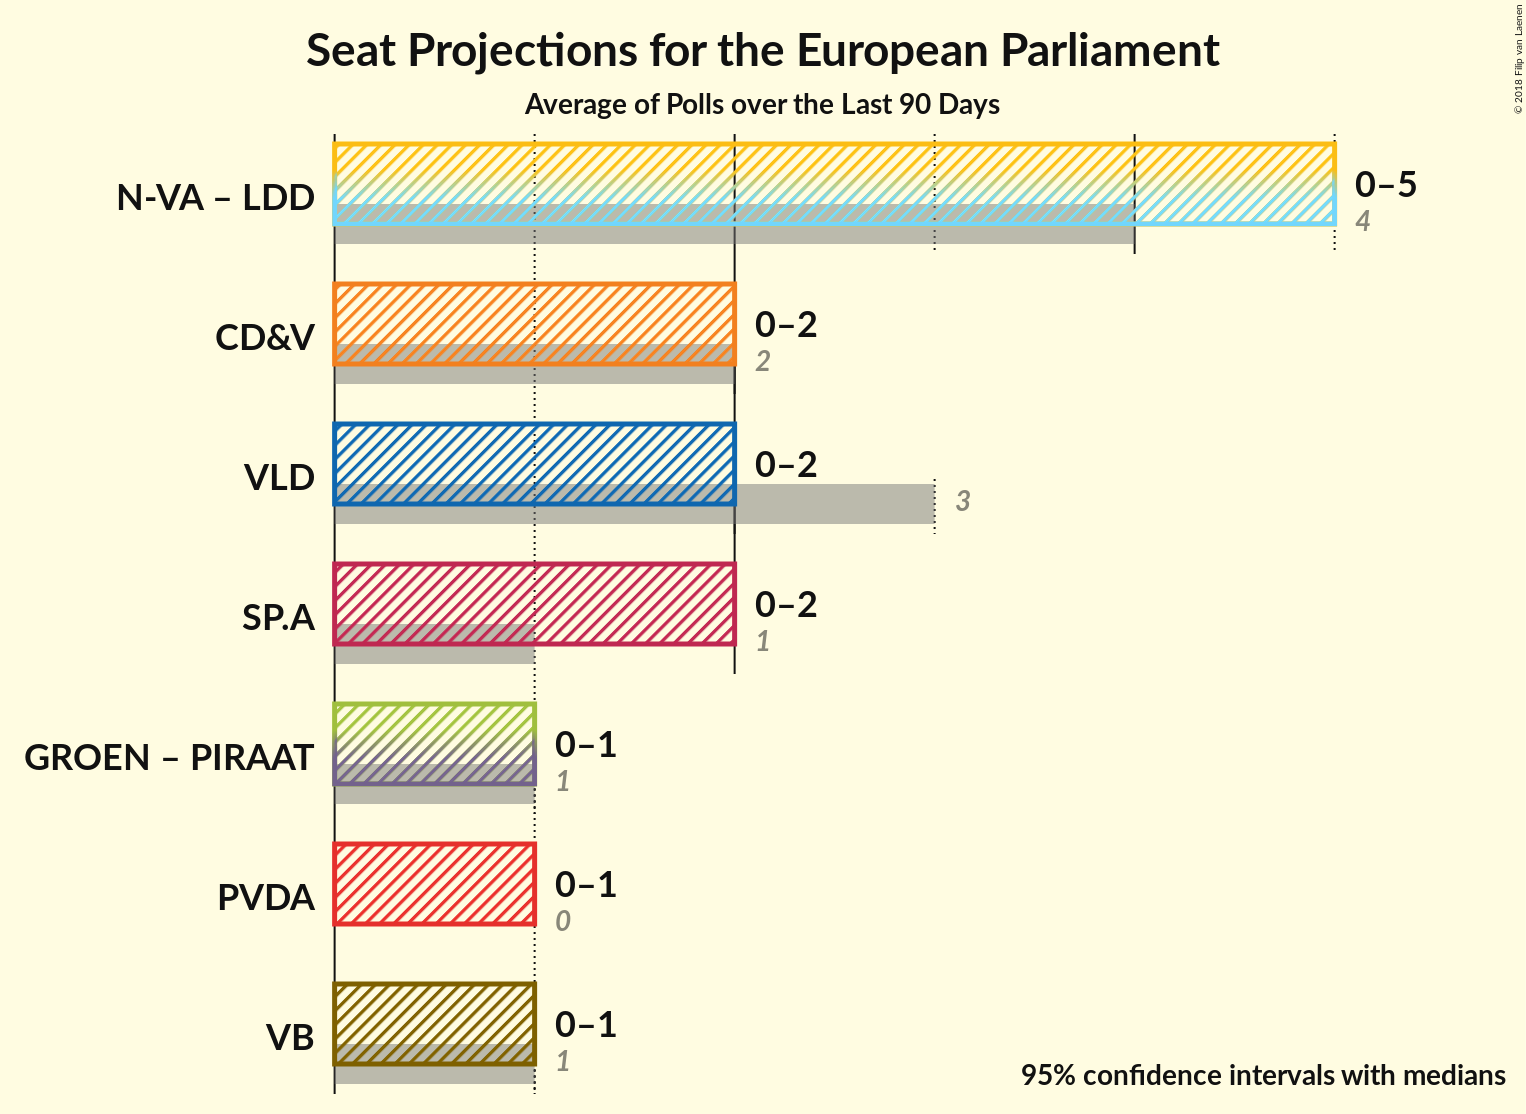 Seat Projections for the European Parliament
Average of Polls over the Last 90 Days
© 2018 Filip van Laenen
N-VA – LDD
0–5
4
CD&V
0–2
2
VLD
0–2
3
SP.A
0–2
1
GROEN – PIRAAT
0–1
1
PVDA
0–1
0
VB
0–1
1
95% confidence intervals with medians